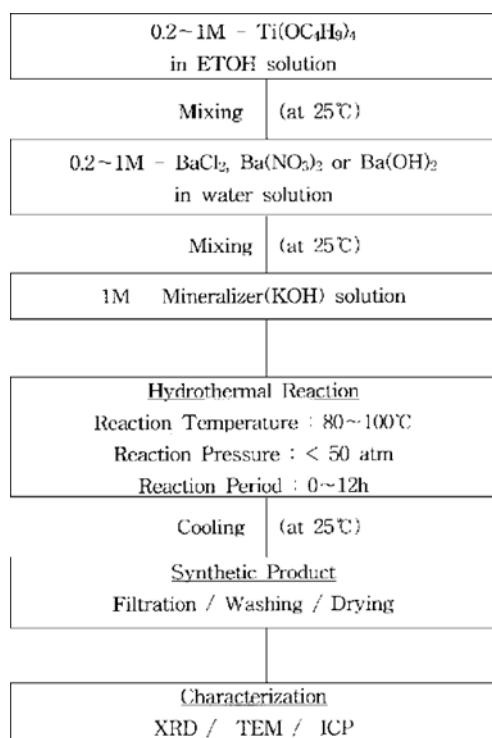 0.2~1M - Ti(OC₄H₉)₄
in ETOH solution
Mixing (at 25℃)
0.2~1M - BaCl₂, Ba(NO₃)₂ or Ba(OH)₂
in water solution
Mixing (at 25℃)
1M Mineralizer(KOH) solution
Hydrothermal Reaction
Reaction Temperature : 80~100℃
Reaction Pressure : < 50 atm
Reaction Period : 0~12h
Cooling (at 25℃)
Synthetic Product
Filtration / Washing / Drying
Characterization
XRD / TEM / ICP